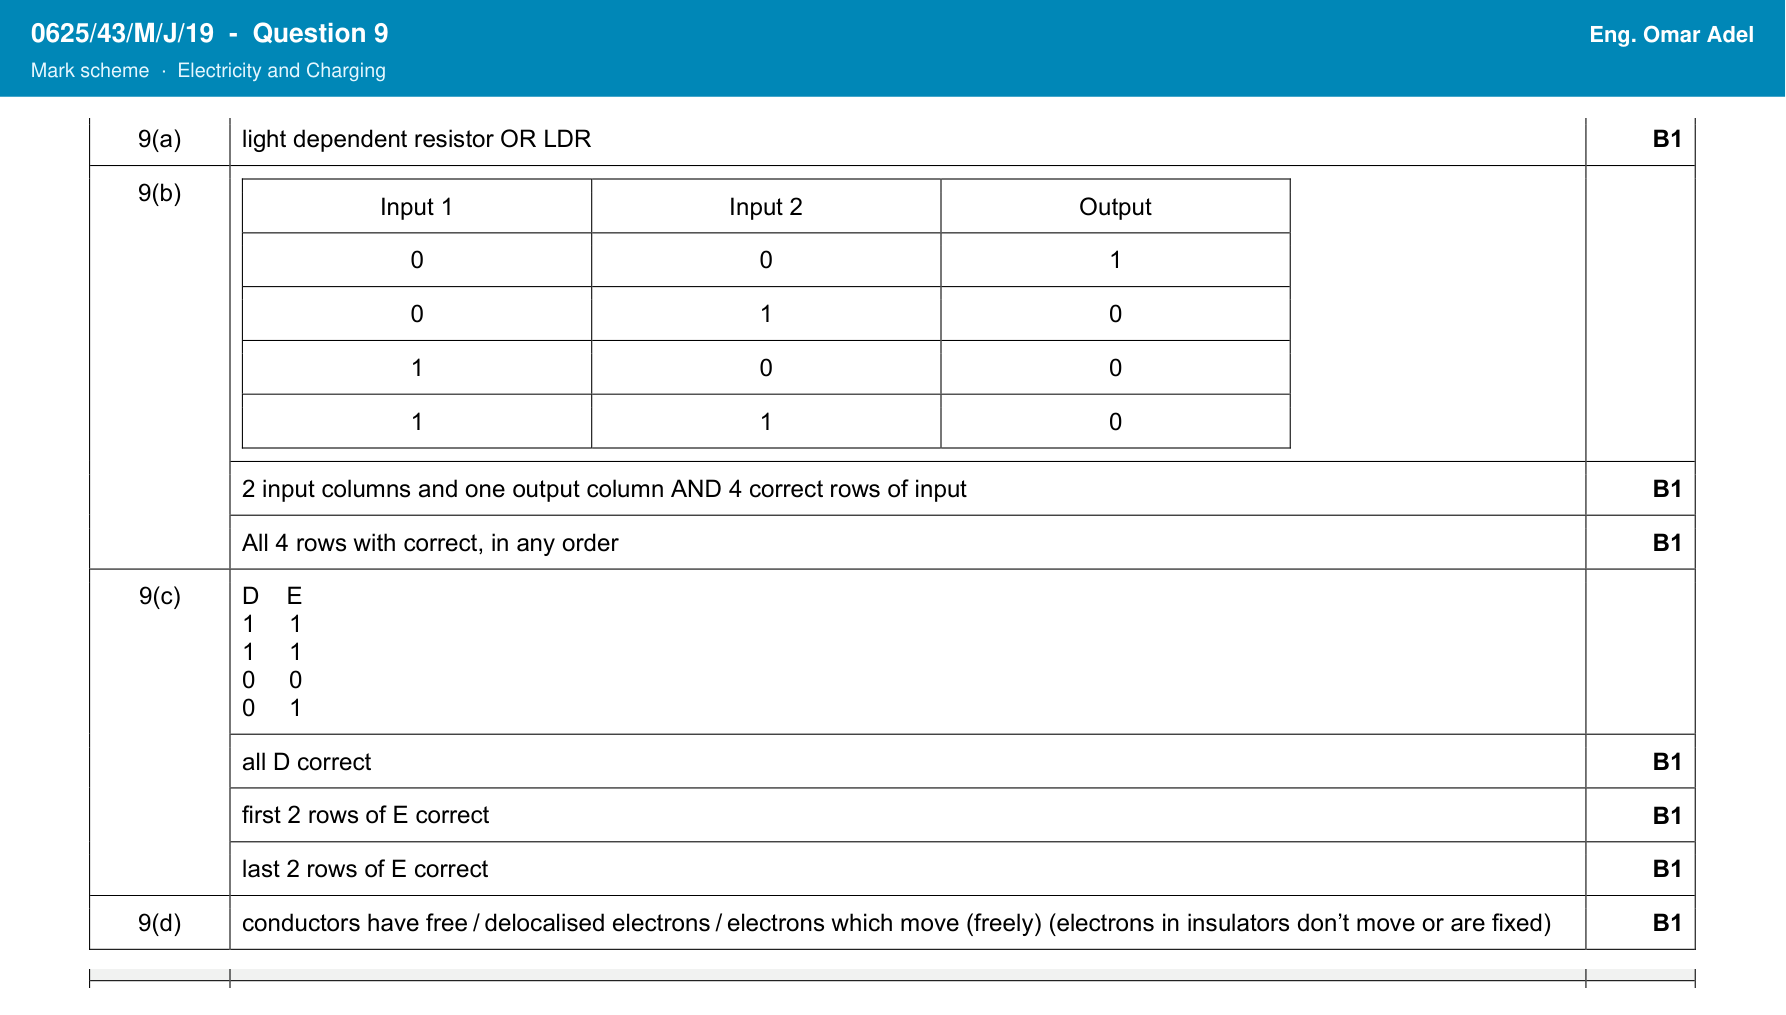 0625/43/M/J/19 - Question 9
Eng. Omar Adel
Mark scheme · Electricity and Charging
9(a) light dependent resistor OR LDR B1
9(b)
Input 1 Input 2 Output
0 0 1
0 1 0
1 0 0
1 1 0
2 input columns and one output column AND 4 correct rows of input B1
All 4 rows with correct, in any order B1
9(c) D E
1 1
1 1
0 0
0 1
all D correct B1
first 2 rows of E correct B1
last 2 rows of E correct B1
9(d) conductors have free / delocalised electrons / electrons which move (freely) (electrons in insulators don’t move or are fixed) B1